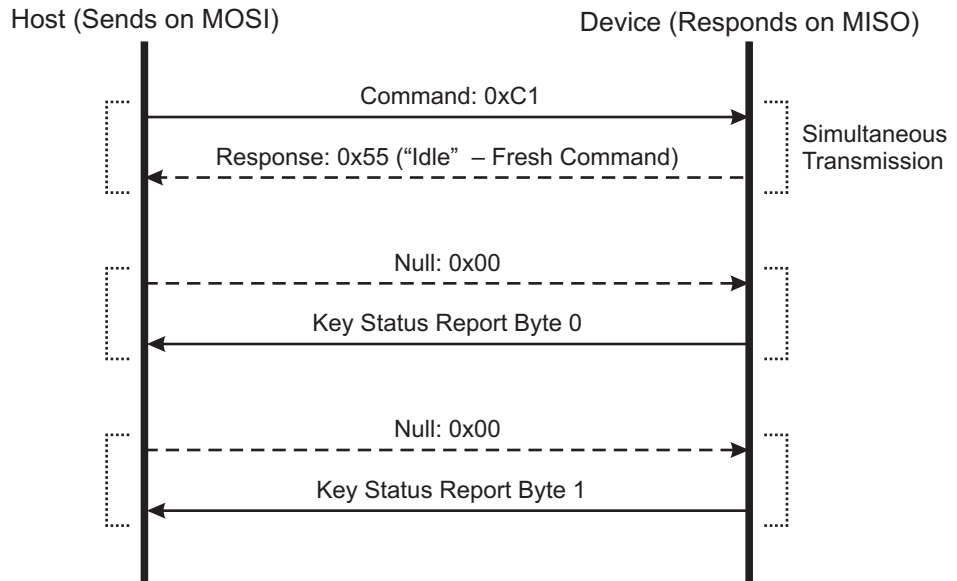 Host (Sends on MOSI)
Device (Responds on MISO)
Command: 0xC1
Simultaneous
Transmission
Response: 0x55 (“Idle” – Fresh Command)
Null: 0x00
Key Status Report Byte 0
Null: 0x00
Key Status Report Byte 1